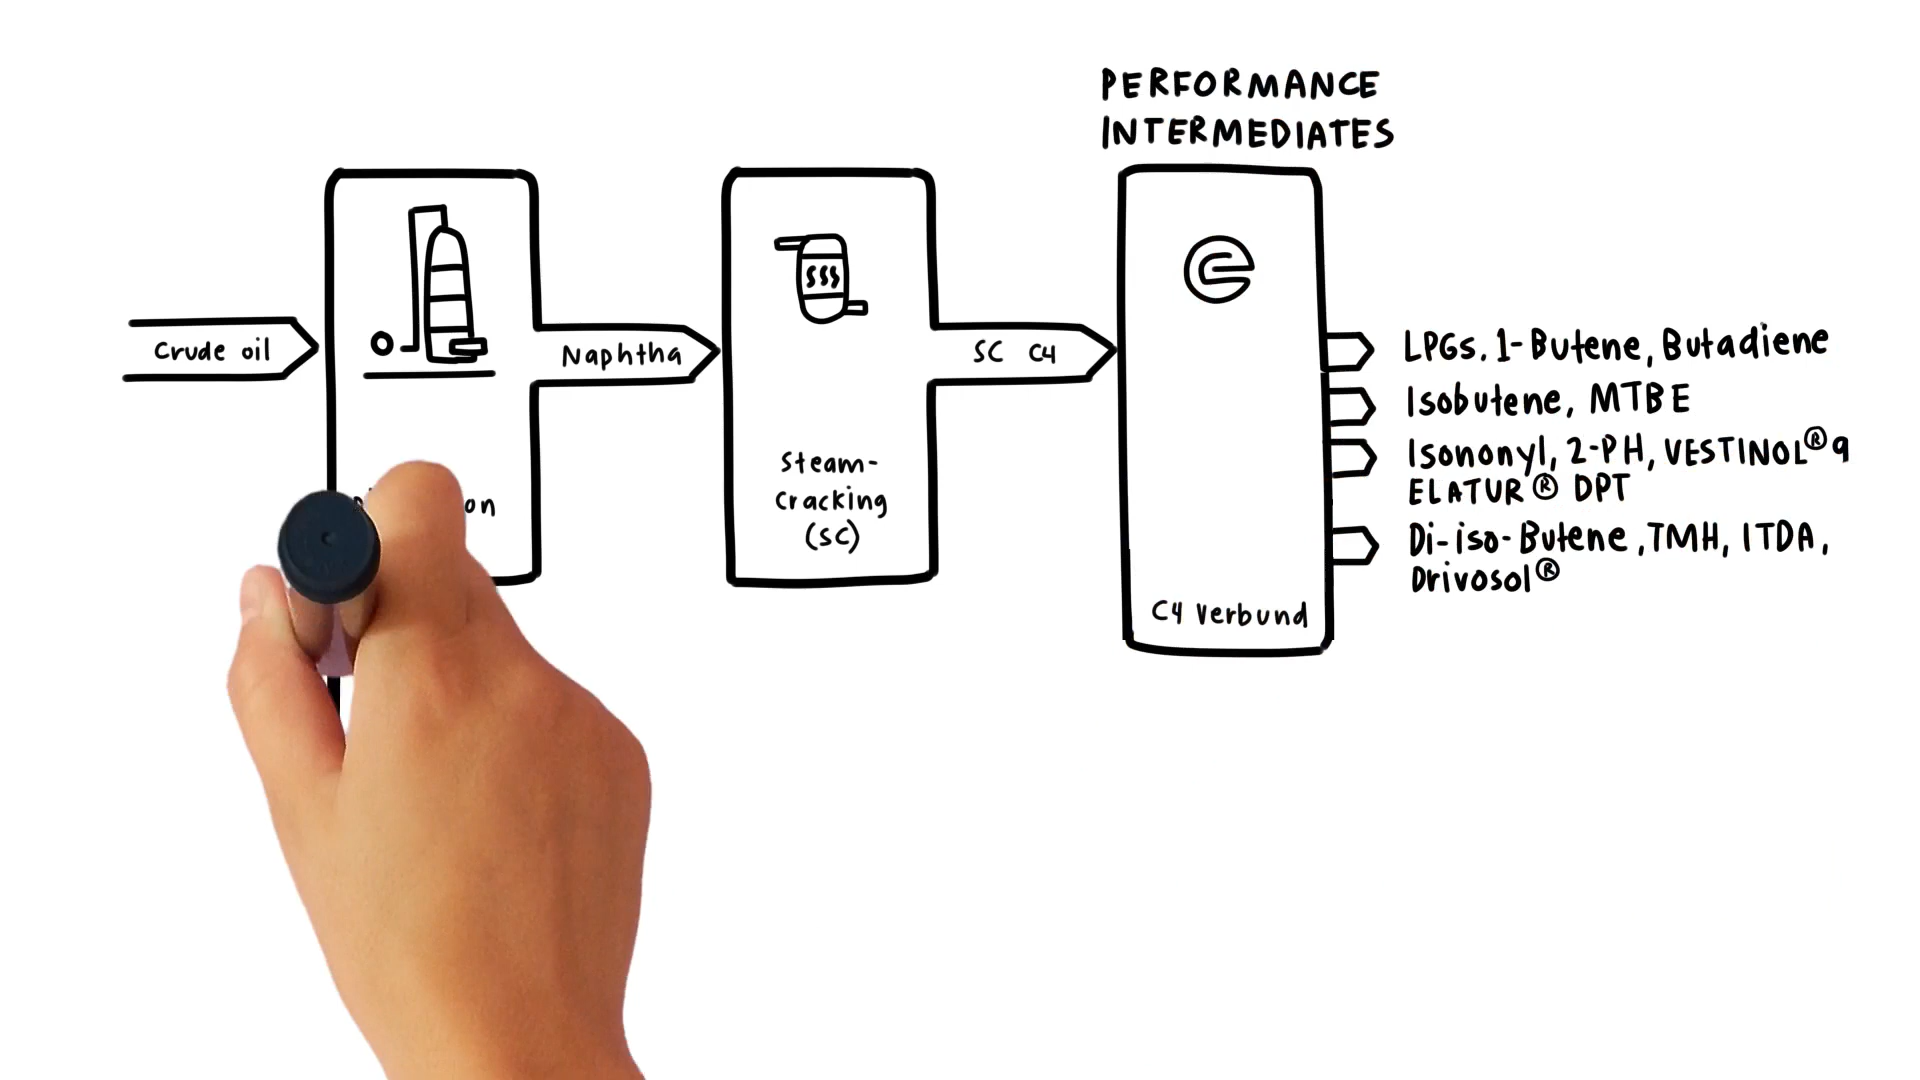 PERFORMANCE
INTERMEDIATES
Crude oil
Naphtha
Steam-
cracking
(SC)
SC C4
C4 Verbund
LPGs. 1-Butene, Butadiene
Isobutene, MTBE
Isononyl, 2-PH, VESTINOL® 9
ELATUR® DPT
Di-iso-Butene, TMH, ITDA,
Drivosol®